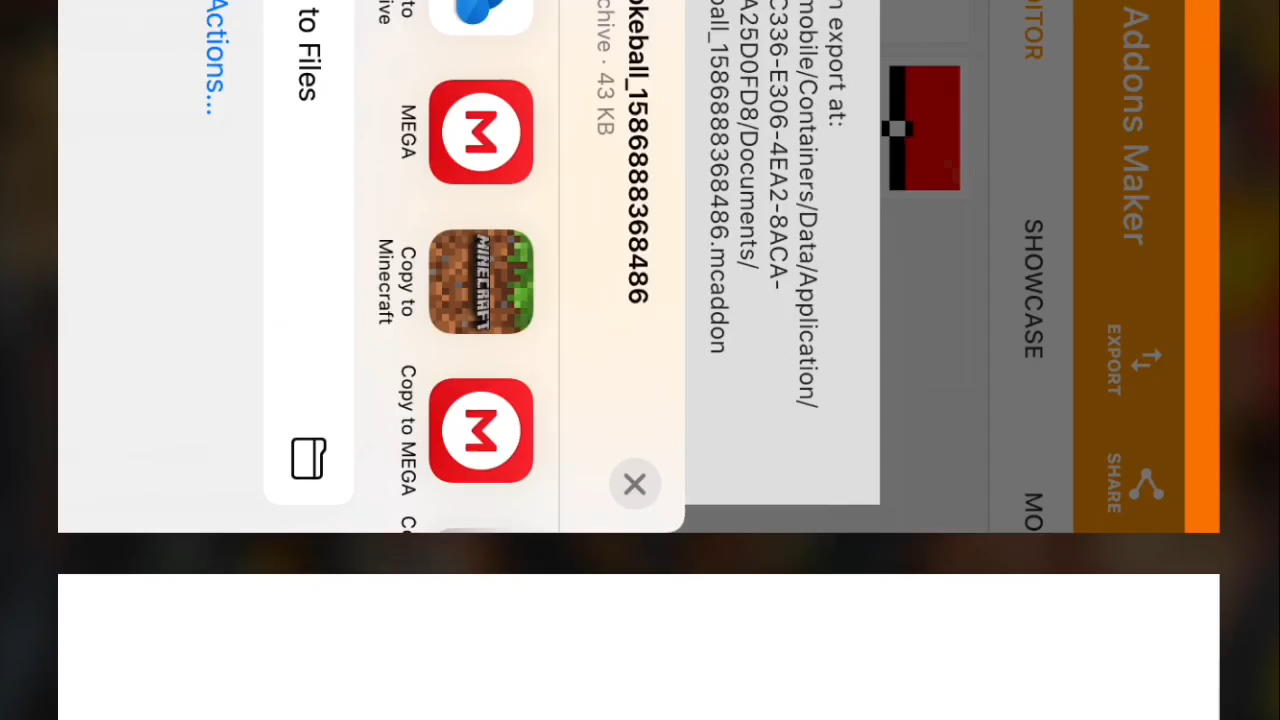 Addons Maker
EXPORT
SHARE
SHOWCASE
export at:
mobile/Containers/Data/Application/
C336-E306-4EA2-8ACA-
A25D0FD8/Documents/
ball_1586888368486.mcaddon
okeball_1586888368486
chive · 43 KB
MEGA
MINECRAFT
Copy to
Minecraft
Copy to MEGA
to Files
Actions...